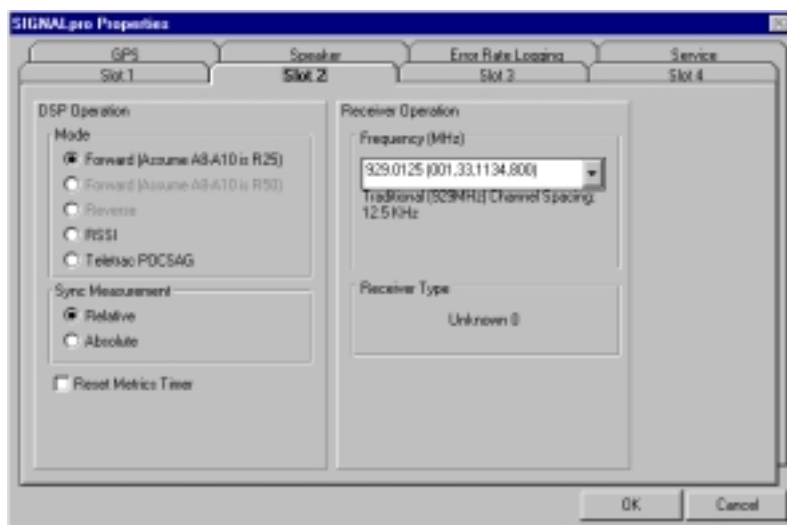 SIGNALpro Properties
GPS
Speaker
Error Rate Logging
Service
Slot 1
Slot 2
Slot 3
Slot 4
DSP Operation
Mode
Forward (Assume A8-A10 is R25)
Forward (Assume A8-A10 is R50)
Reverse
RSSI
Teletrac POCSAG
Sync Measurement
Relative
Absolute
Reset Metrics Timer
Receiver Operation
Frequency (MHz)
929.0125 (001,33,1134,800)
Traditional (929MHz) Channel Spacing:
12.5 KHz
Receiver Type
Unknown 0
OK
Cancel